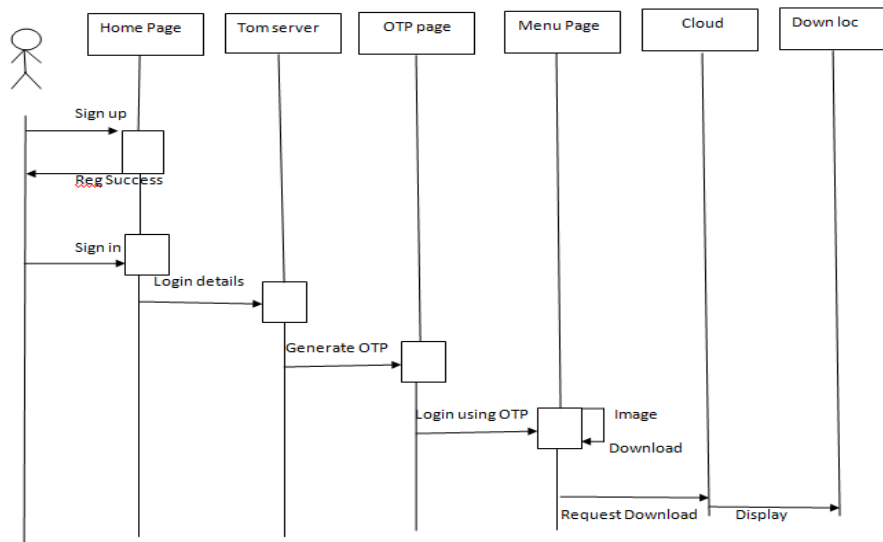 Home Page
Tom server
OTP page
Menu Page
Cloud
Down loc
Sign up
Reg Success
Sign in
Login details
Generate OTP
Login using OTP
Image
Download
Request Download
Display